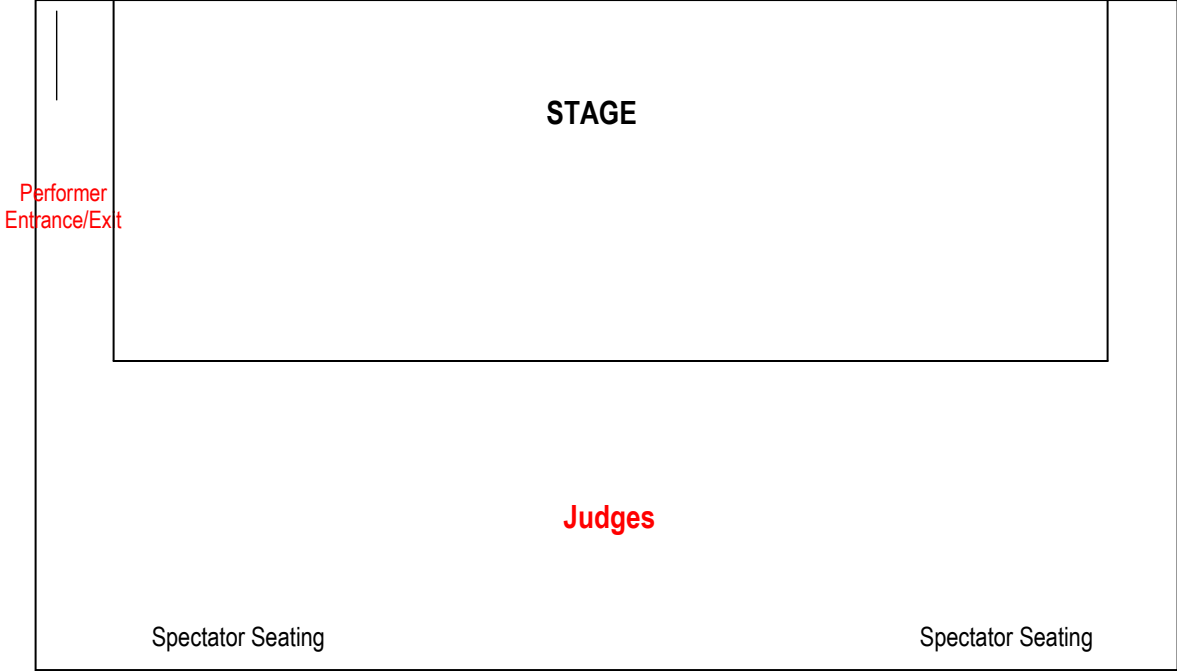 STAGE
Performer
Entrance/Exit
Judges
Spectator Seating
Spectator Seating